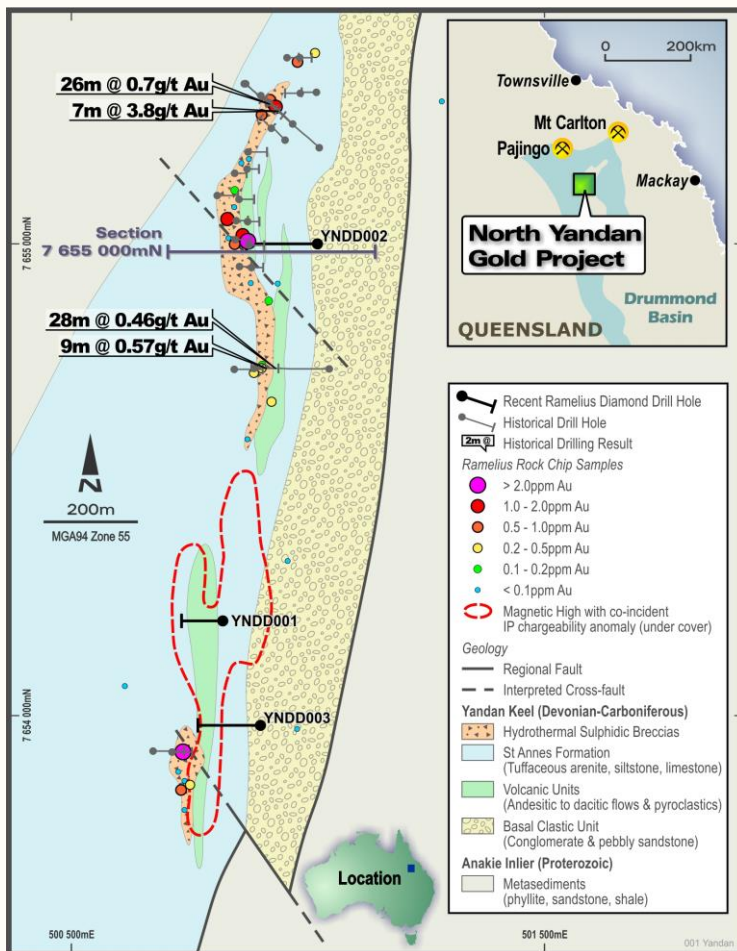 26m @ 0.7g/t Au
7m @ 3.8g/t Au
Section
7 655 000mN
YNDD002
7 655 000mN
28m @ 0.46g/t Au
9m @ 0.57g/t Au
N
200m
MGA94 Zone 55
YNDD001
7 654 000mN
YNDD003
Location
500 500mE
501 500mE
0 200km
Townsville
Mt Carlton
Pajingo
Mackay
North Yandan
Gold Project
Drummond
Basin
QUEENSLAND
Recent Ramelius Diamond Drill Hole
Historical Drill Hole
2m @ Historical Drilling Result
Ramelius Rock Chip Samples
> 2.0ppm Au
1.0 - 2.0ppm Au
0.5 - 1.0ppm Au
0.2 - 0.5ppm Au
0.1 - 0.2ppm Au
< 0.1ppm Au
Magnetic High with co-incident
IP chargeability anomaly (under cover)
Geology
Regional Fault
Interpreted Cross-fault
Yandan Keel (Devonian-Carboniferous)
Hydrothermal Sulphidic Breccias
St Annes Formation
(Tuffaceous arenite, siltstone, limestone)
Volcanic Units
(Andesitic to dacitic flows & pyroclastics)
Basal Clastic Unit
(Conglomerate & pebbly sandstone)
Anakie Inlier (Proterozoic)
Metasediments
(phyllite, sandstone, shale)
001 Yandan